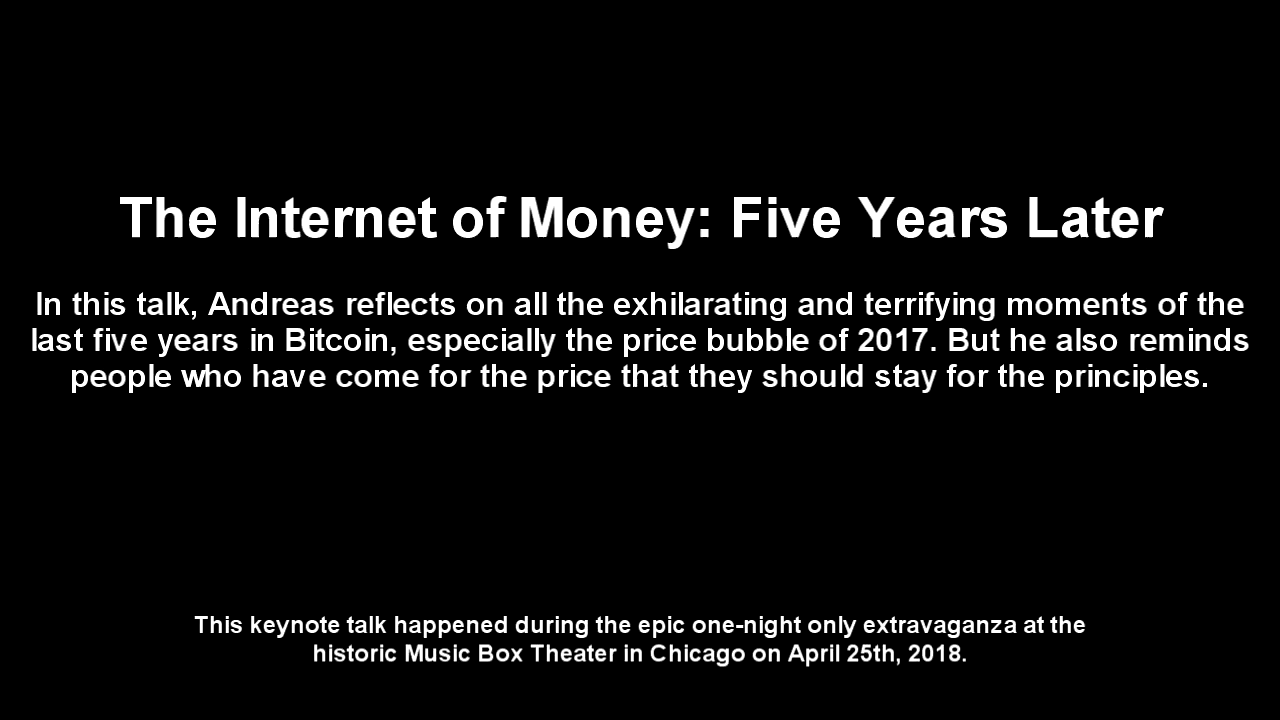 The Internet of Money: Five Years Later
In this talk, Andreas reflects on all the exhilarating and terrifying moments of the
last five years in Bitcoin, especially the price bubble of 2017. But he also reminds
people who have come for the price that they should stay for the principles.
This keynote talk happened during the epic one-night only extravaganza at the
historic Music Box Theater in Chicago on April 25th, 2018.